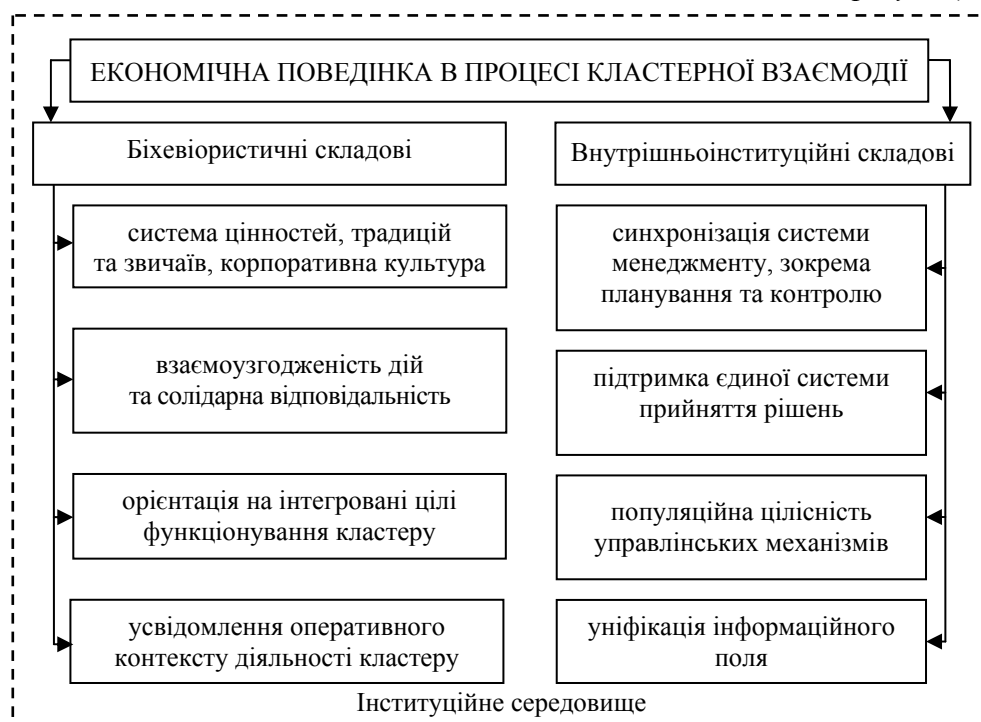 ЕКОНОМІЧНА ПОВЕДІНКА В ПРОЦЕСІ КЛАСТЕРНОЇ ВЗАЄМОДІЇ
Біхевіористичні складові
система цінностей, традицій
та звичаїв, корпоративна культура
взаємоузгодженість дій
та солідарна відповідальність
орієнтація на інтегровані цілі
функціонування кластеру
усвідомлення оперативного
контексту діяльності кластеру
Внутрішньоінституційні складові
синхронізація системи
менеджменту, зокрема
планування та контролю
підтримка єдиної системи
прийняття рішень
популяційна цілісність
управлінських механізмів
уніфікація інформаційного
поля
Інституційне середовище